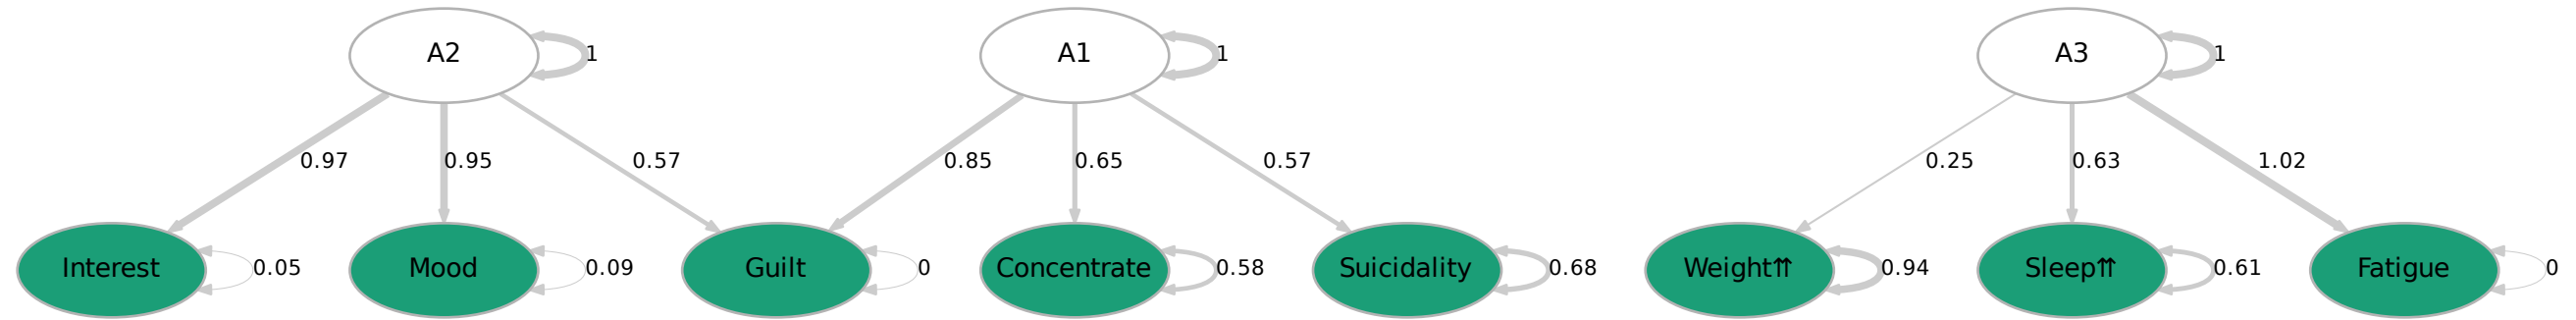 A2
1
A1
1
A3
1
0.97
0.95
0.57
0.85
0.65
0.57
0.25
0.63
1.02
Interest
0.05
Mood
0.09
Guilt
0
Concentrate
0.58
Suicidality
0.68
Weight⇈
0.94
Sleep⇈
0.61
Fatigue
0